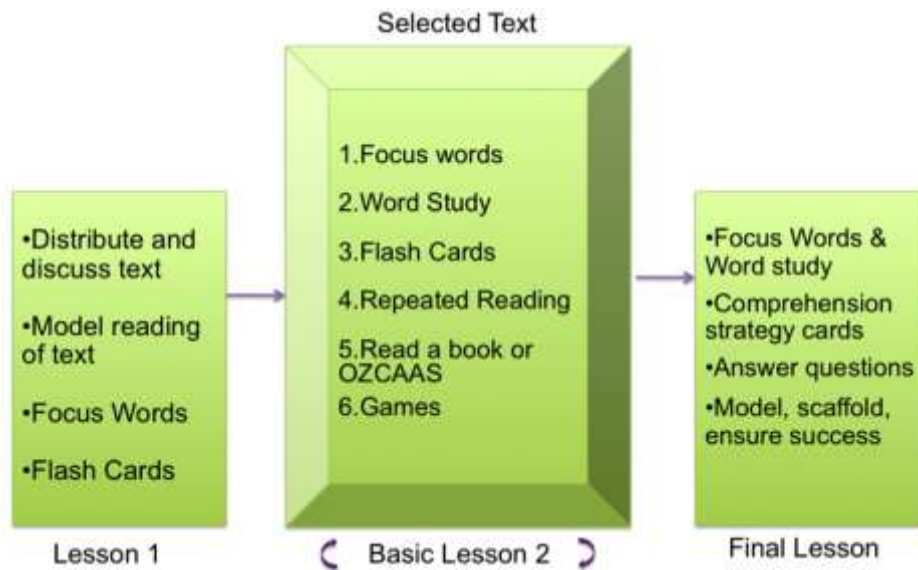 Selected Text
•Distribute and
discuss text
•Model reading
of text
•Focus Words
•Flash Cards
Lesson 1
1.Focus words
2.Word Study
3.Flash Cards
4.Repeated Reading
5.Read a book or
OZCAAS
6.Games
Basic Lesson 2
•Focus Words &
Word study
•Comprehension
strategy cards
•Answer questions
•Model, scaffold,
ensure success
Final Lesson